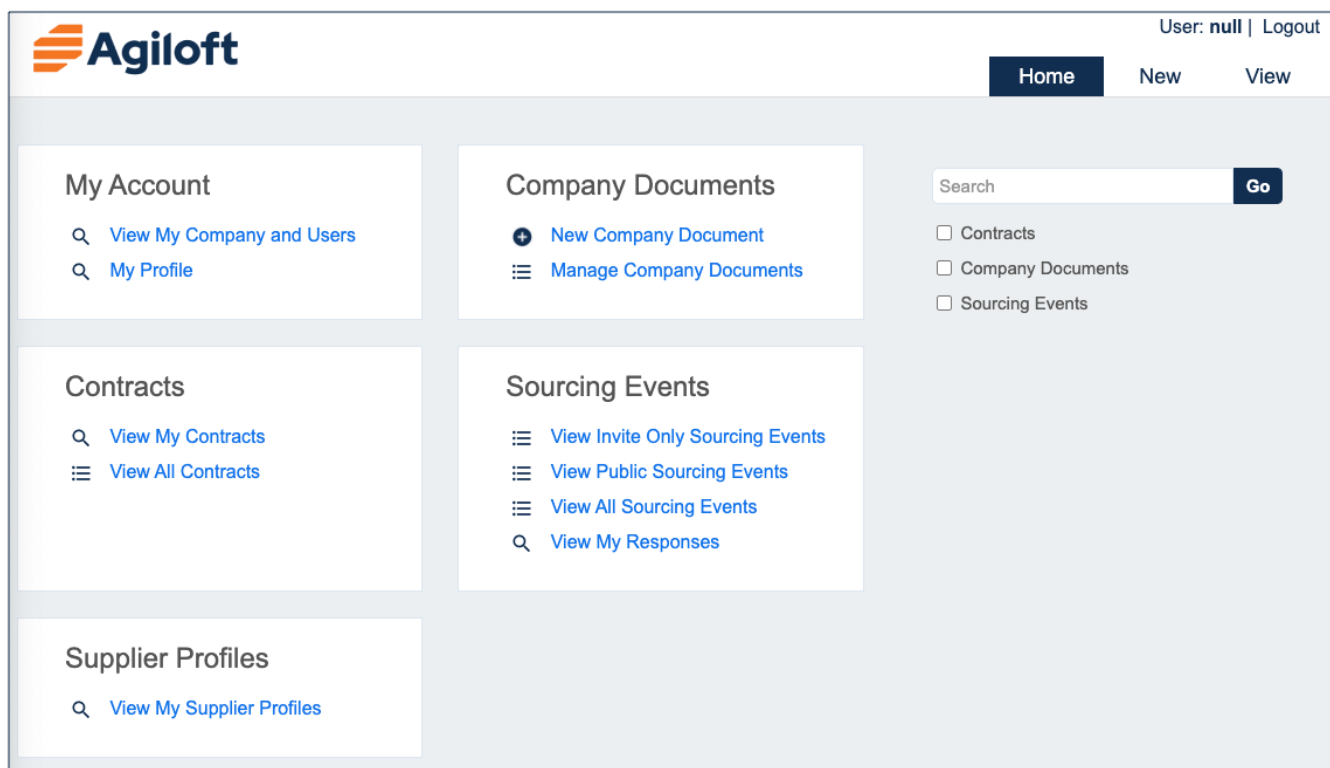 Agiloft
User: null | Logout
Home New View
My Account
View My Company and Users
My Profile
Company Documents
New Company Document
Manage Company Documents
Search Go
Contracts
Company Documents
Sourcing Events
Contracts
View My Contracts
View All Contracts
Sourcing Events
View Invite Only Sourcing Events
View Public Sourcing Events
View All Sourcing Events
View My Responses
Supplier Profiles
View My Supplier Profiles